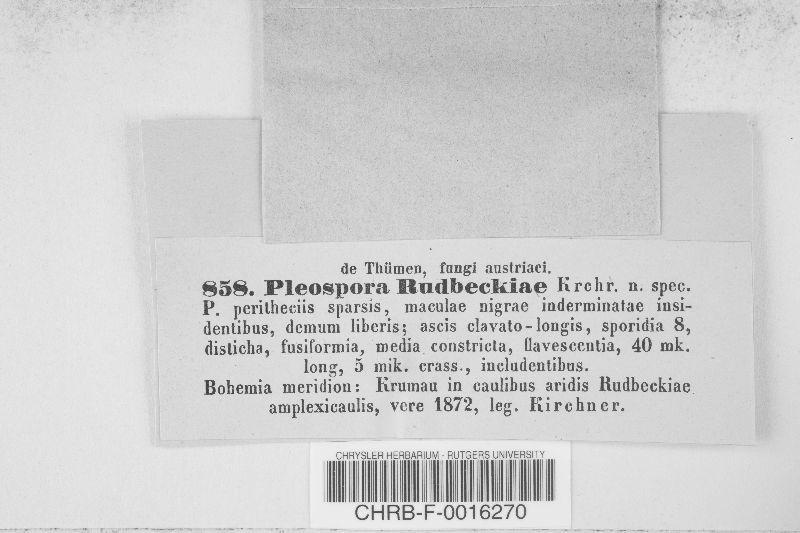 de Thümen, fungi austriaci.
858. Pleospora Rudbeckiae Krchr. n. spec.
P. peritheciis sparsis, maculae nigrae inderminatae insi-
dentibus, demum liberis; ascis clavato-longis, sporidia 8,
disticha, fusiformia, media constricta, flavescentia, 40 mk.
long, 5 mik. crass., includentibus.
Bohemia meridion: Krumau in caulibus aridis Rudbeckiae
amplexicaulis, vere 1872, leg. Kirchner.
CHRYSLER HERBARIUM - RUTGERS UNIVERSITY
CHRB-F-0016270